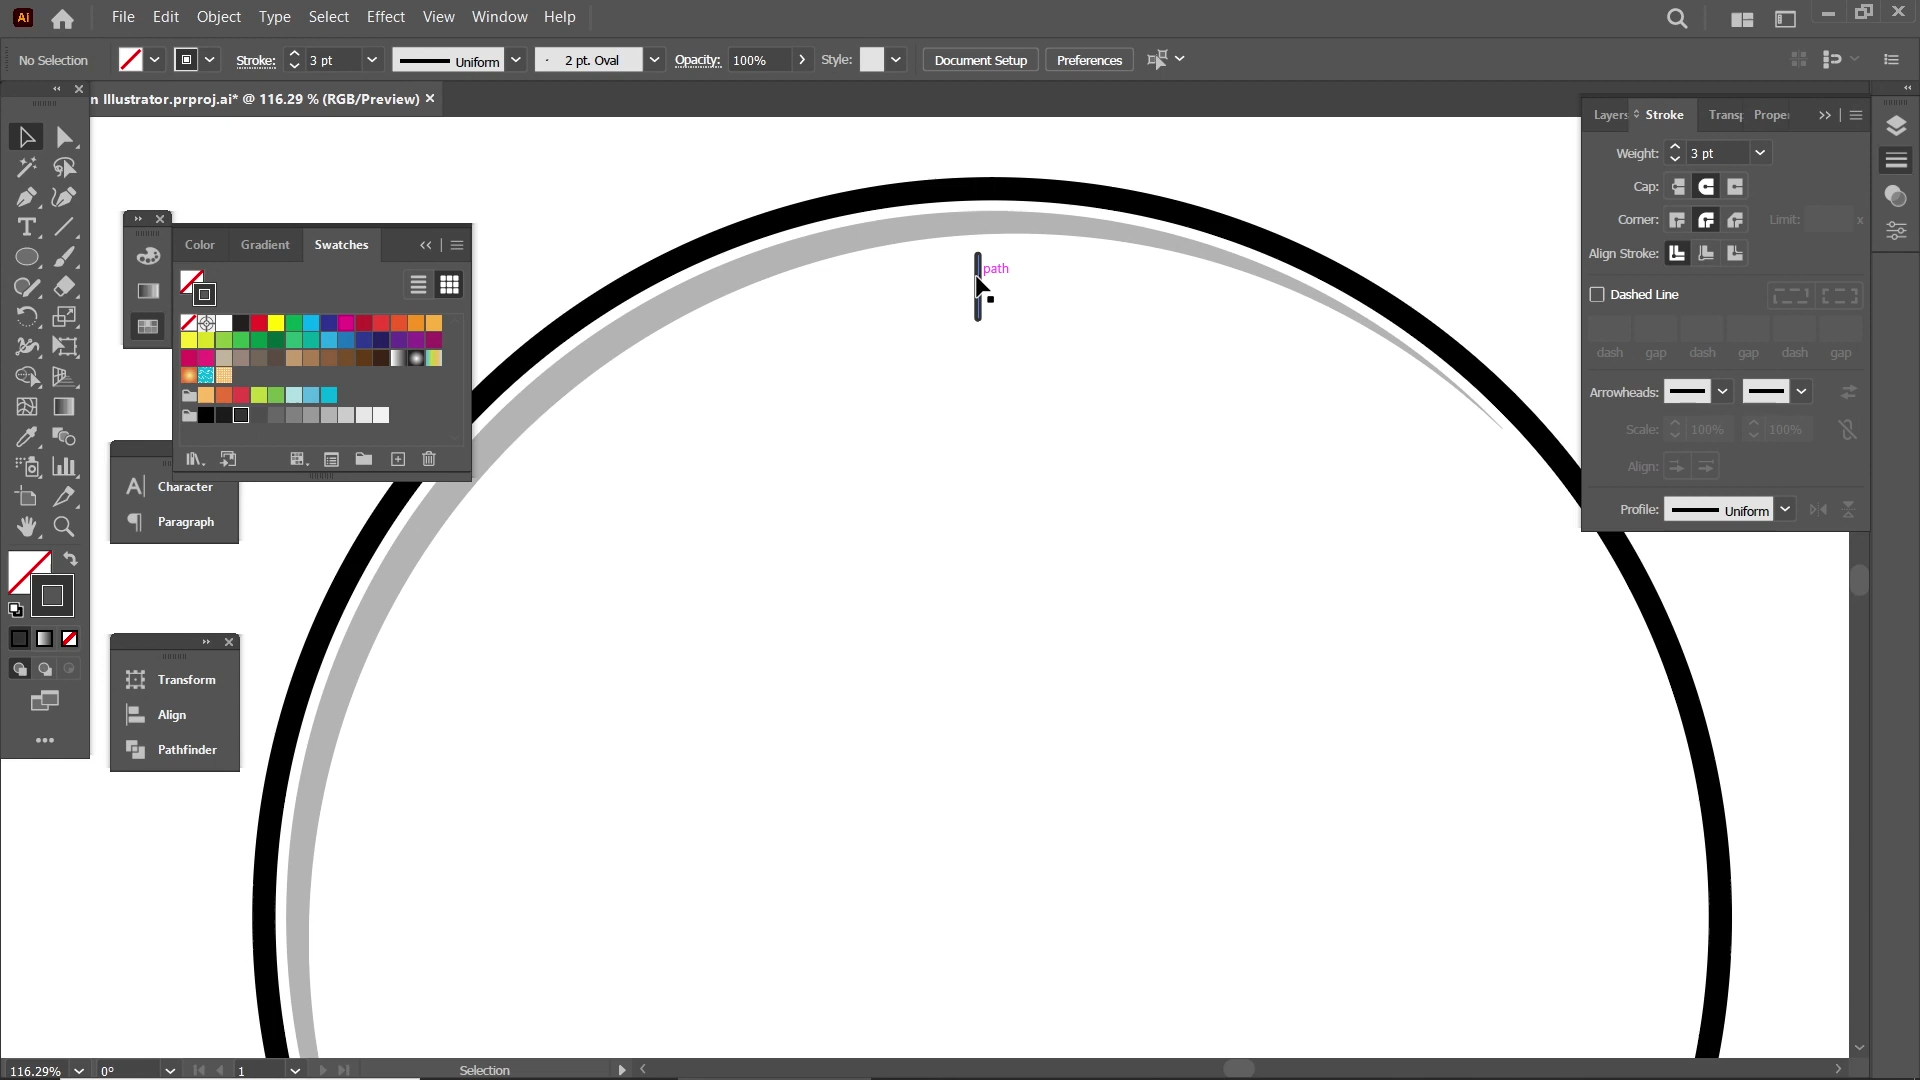 Ai File Edit Object Type Select Effect View Window Help
No Selection Stroke: 3 pt Uniform 2 pt. Oval Opacity: 100% Style: Document Setup Preferences
n Illustrator.prproj.ai* @ 116.29 % (RGB/Preview)
Layers Stroke Transp Proper
Weight: 3 pt
Cap:
Corner: Limit: x
Align Stroke:
Dashed Line
dash gap dash gap dash gap
Arrowheads:
Scale: 100% 100%
Align:
Profile: Uniform
Color Gradient Swatches
path
Character
Paragraph
Transform
Align
Pathfinder
116.29% 0° 1 Selection